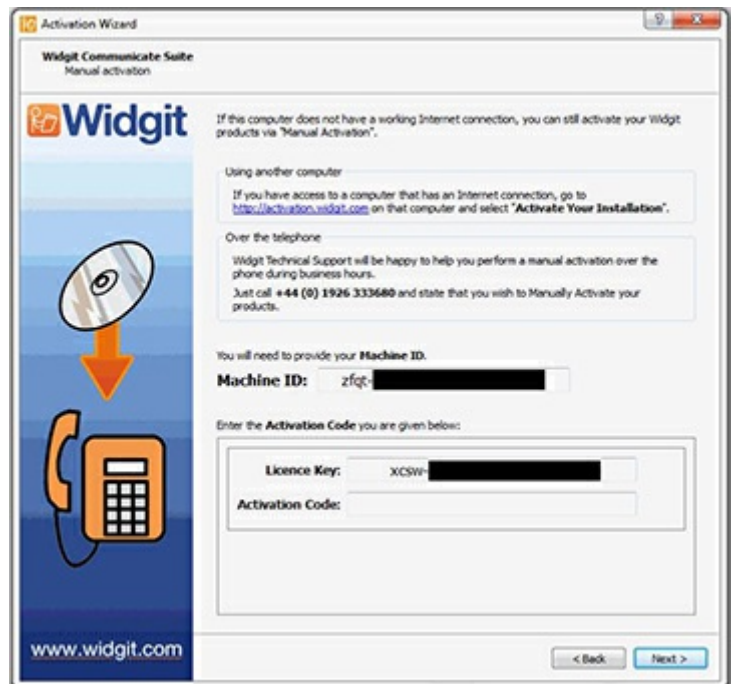 Activation Wizard
Widgit Communicate Suite
Manual activation
Widgit
If this computer does not have a working Internet connection, you can still activate your Widgit
products via "Manual Activation".
Using another computer
If you have access to a computer that has an Internet connection, go to
http://activation.widgit.com on that computer and select "Activate Your Installation".
Over the telephone
Widgit Technical Support will be happy to help you perform a manual activation over the
phone during business hours.
Just call +44 (0) 1926 333680 and state that you wish to Manually Activate your
products.
You will need to provide your Machine ID.
Machine ID: zfqt-
Enter the Activation Code you are given below:
Licence Key: xcsw-
Activation Code:
www.widgit.com
< Back Next >